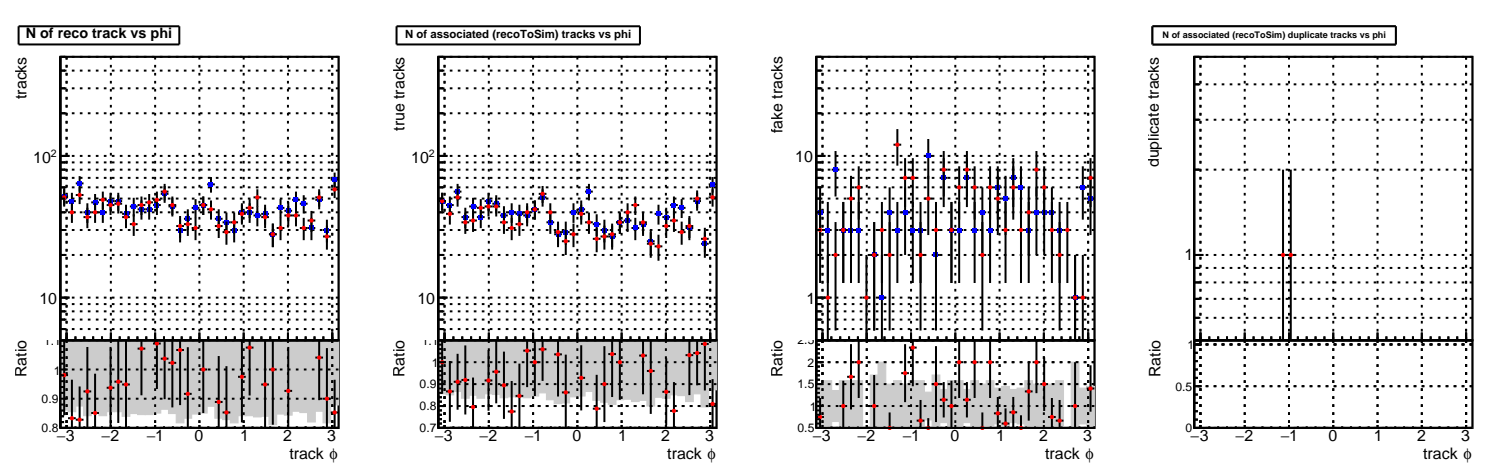 N of reco track vs phi
tracks
10²
10
Ratio
1.1
1
0.9
0.8
−3 −2 −1 0 1 2 3
track ϕ
N of associated (recoToSim) tracks vs phi
true tracks
10²
10
Ratio
1.1
1
0.9
0.8
0.7
−3 −2 −1 0 1 2 3
track ϕ
fake tracks
10
1
Ratio
2.5
2
1.5
1
0.5
−3 −2 −1 0 1 2 3
track ϕ
N of associated (recoToSim) duplicate tracks vs phi
duplicate tracks
1
Ratio
1
0.5
0
−3 −2 −1 0 1 2 3
track ϕ